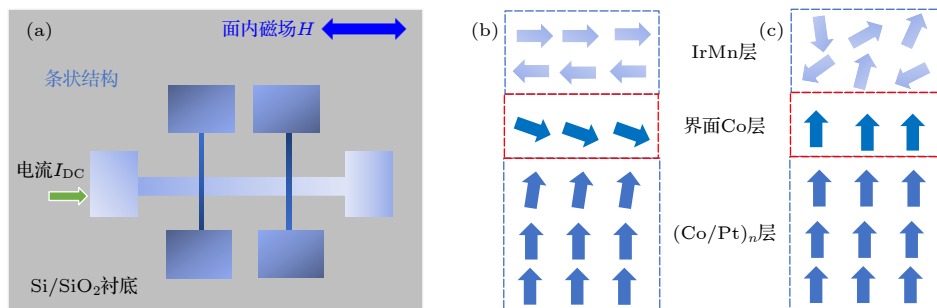 (a)
面内磁场H
条状结构
电流I_DC
Si/SiO₂衬底
(b)
IrMn层
界面Co层
(Co/Pt)ₙ层
(c)